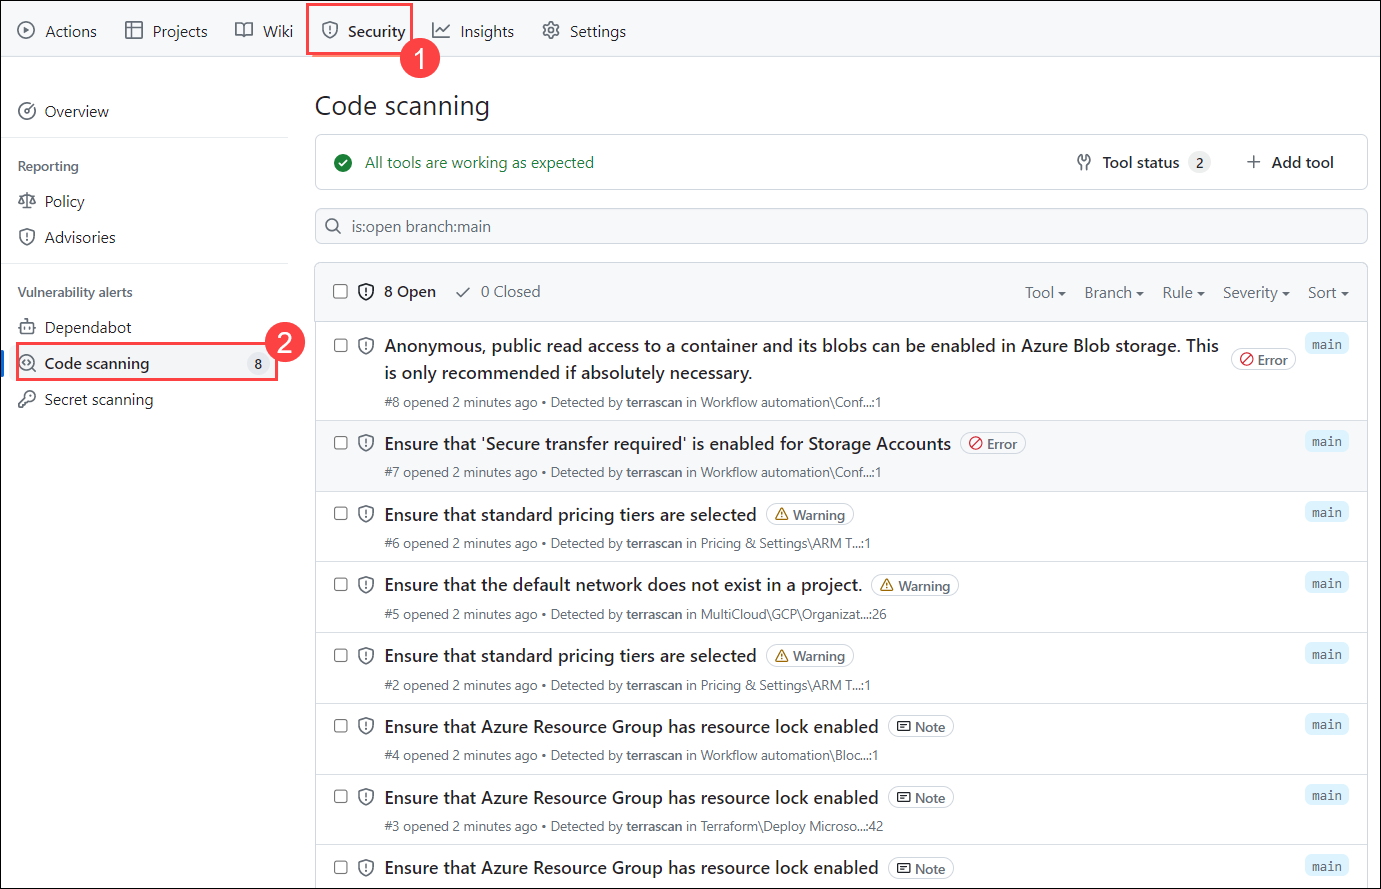 Actions Projects Wiki Security Insights Settings
1
Overview
Reporting
Policy
Advisories
Vulnerability alerts
Dependabot
2
Code scanning 8
Secret scanning
Code scanning
All tools are working as expected Tool status 2 Add tool
is:open branch:main
8 Open 0 Closed Tool Branch Rule Severity Sort
Anonymous, public read access to a container and its blobs can be enabled in Azure Blob storage. This
is only recommended if absolutely necessary. Error main
#8 opened 2 minutes ago • Detected by terrascan in Workflow automation\Conf...:1
Ensure that 'Secure transfer required' is enabled for Storage Accounts Error main
#7 opened 2 minutes ago • Detected by terrascan in Workflow automation\Conf...:1
Ensure that standard pricing tiers are selected Warning main
#6 opened 2 minutes ago • Detected by terrascan in Pricing & Settings\ARM T...:1
Ensure that the default network does not exist in a project. Warning main
#5 opened 2 minutes ago • Detected by terrascan in MultiCloud\GCP\Organizat...:26
Ensure that standard pricing tiers are selected Warning main
#2 opened 2 minutes ago • Detected by terrascan in Pricing & Settings\ARM T...:1
Ensure that Azure Resource Group has resource lock enabled Note main
#4 opened 2 minutes ago • Detected by terrascan in Workflow automation\Bloc...:1
Ensure that Azure Resource Group has resource lock enabled Note main
#3 opened 2 minutes ago • Detected by terrascan in Terraform\Deploy Microso...:42
Ensure that Azure Resource Group has resource lock enabled Note main